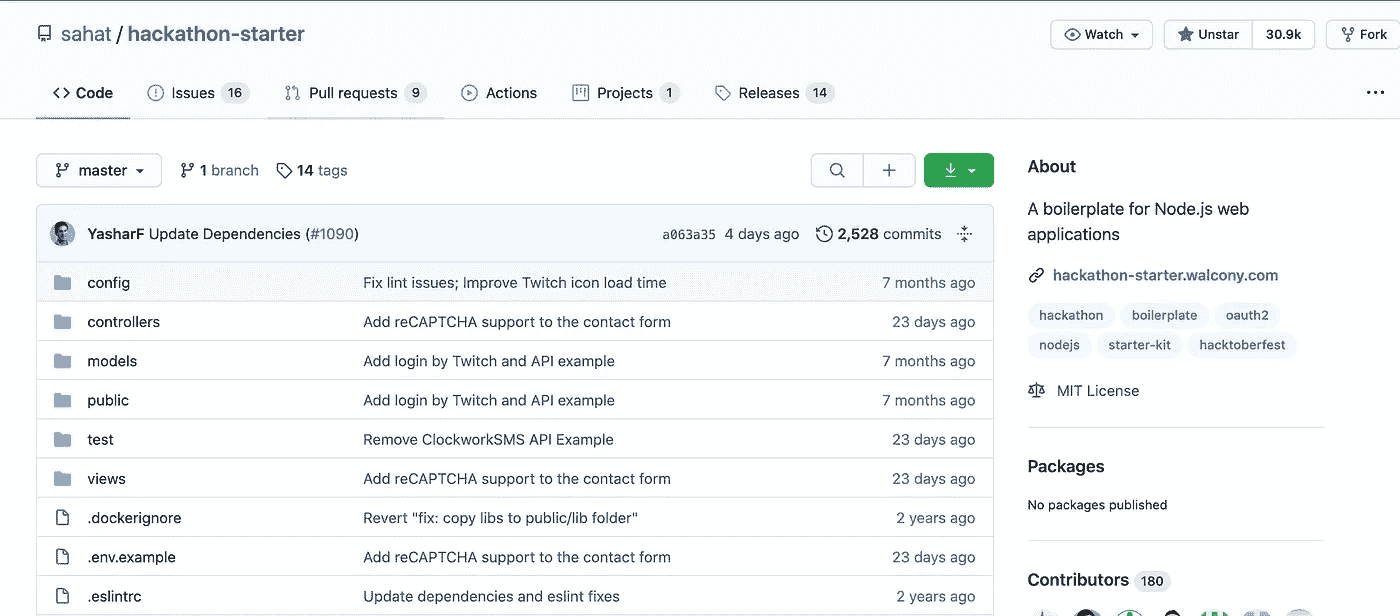 sahat / hackathon-starter
Watch
Unstar 30.9k
Fork
Code
Issues 16
Pull requests 9
Actions
Projects 1
Releases 14
master
1 branch
14 tags
YasharF Update Dependencies (#1090) a063a35 4 days ago 2,528 commits
config Fix lint issues; Improve Twitch icon load time 7 months ago
controllers Add reCAPTCHA support to the contact form 23 days ago
models Add login by Twitch and API example 7 months ago
public Add login by Twitch and API example 7 months ago
test Remove ClockworkSMS API Example 23 days ago
views Add reCAPTCHA support to the contact form 23 days ago
.dockerignore Revert "fix: copy libs to public/lib folder" 2 years ago
.env.example Add reCAPTCHA support to the contact form 23 days ago
.eslintrc Update dependencies and eslint fixes 2 years ago
About
A boilerplate for Node.js web
applications
hackathon-starter.walcony.com
hackathon boilerplate oauth2
nodejs starter-kit hacktoberfest
MIT License
Packages
No packages published
Contributors 180